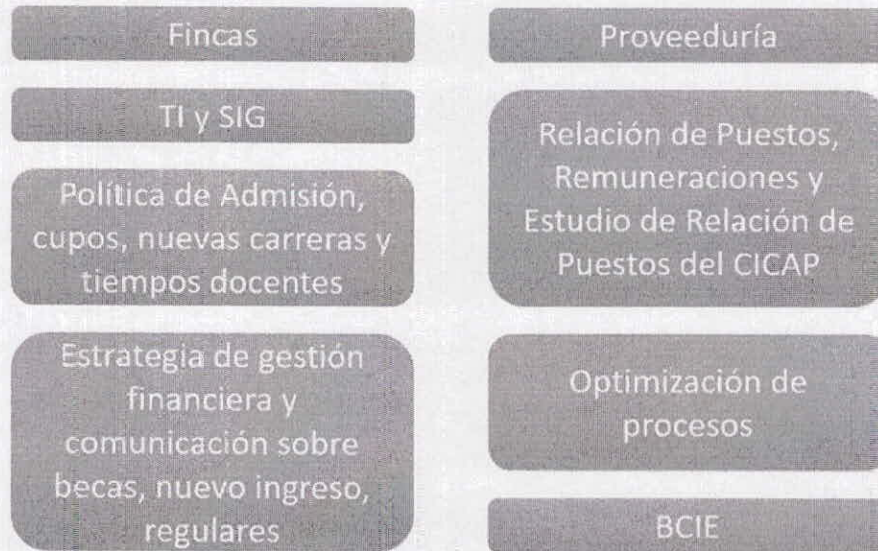 Fincas
TI y SIG
Política de Admisión,
cupos, nuevas carreras y
tiempos docentes
Estrategia de gestión
financiera y
comunicación sobre
becas, nuevo ingreso,
regulares
Proveeduría
Relación de Puestos,
Remuneraciones y
Estudio de Relación de
Puestos del CICAP
Optimización de
procesos
BCIE